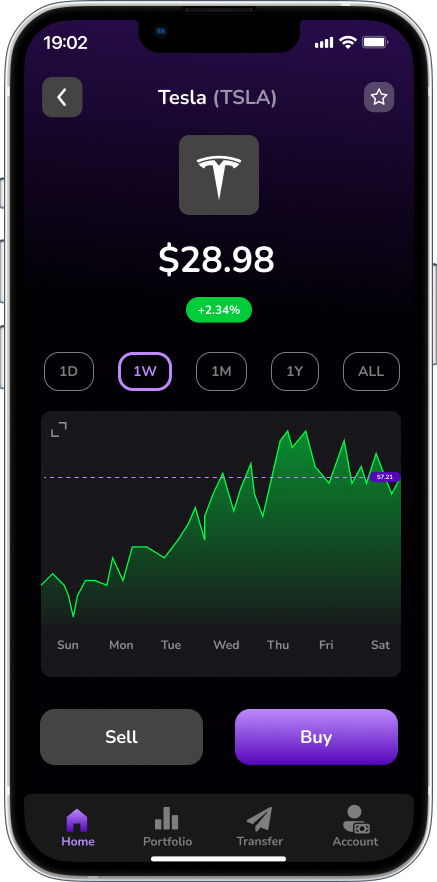 19:02
Tesla (TSLA)
$28.98
+2.34%
1D 1W 1M 1Y ALL
57.21
Sun Mon Tue Wed Thu Fri Sat
Sell Buy
Home Portfolio Transfer Account